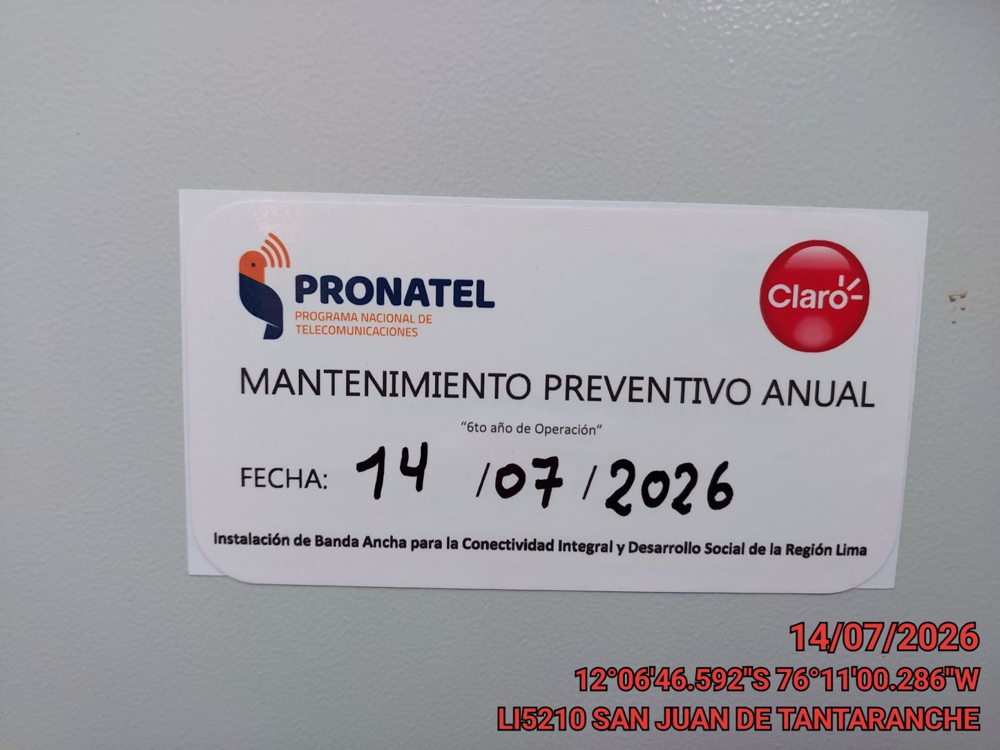 PRONATEL
PROGRAMA NACIONAL DE
TELECOMUNICACIONES
Claro
MANTENIMIENTO PREVENTIVO ANUAL
“6to año de Operación”
FECHA: 14 /07/2026
Instalación de Banda Ancha para la Conectividad Integral y Desarrollo Social de la Región Lima
14/07/2026
12°06'46.592"S 76°11'00.286"W
LI5210 SAN JUAN DE TANTARANCHE